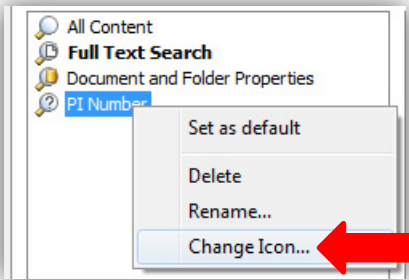 All Content
Full Text Search
Document and Folder Properties
PI Number
Set as default
Delete
Rename...
Change Icon...